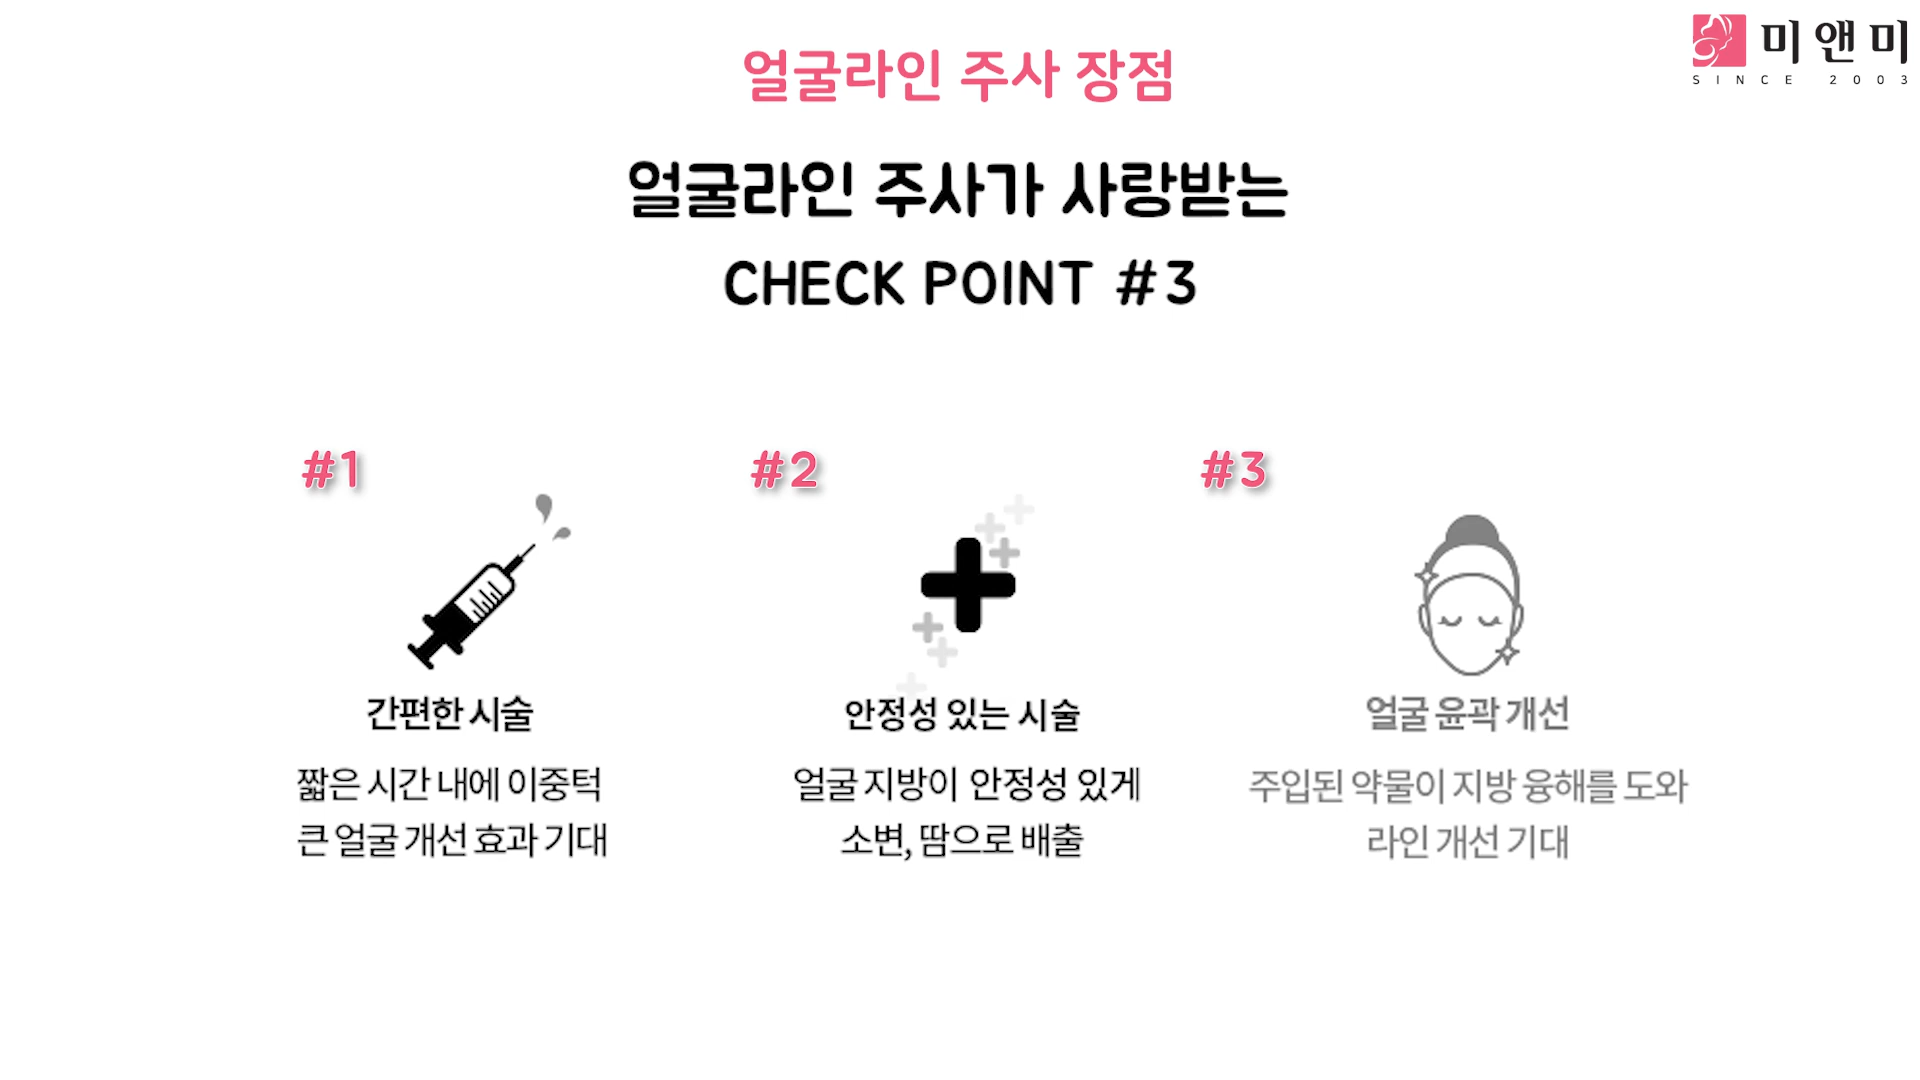 미앤미
SINCE 2003
얼굴라인 주사 장점
얼굴라인 주사가 사랑받는
CHECK POINT #3
#1
간편한 시술
짧은 시간 내에 이중턱
큰 얼굴 개선 효과 기대
#2
안정성 있는 시술
얼굴 지방이 안정성 있게
소변, 땀으로 배출
#3
얼굴 윤곽 개선
주입된 약물이 지방 융해를 도와
라인 개선 기대